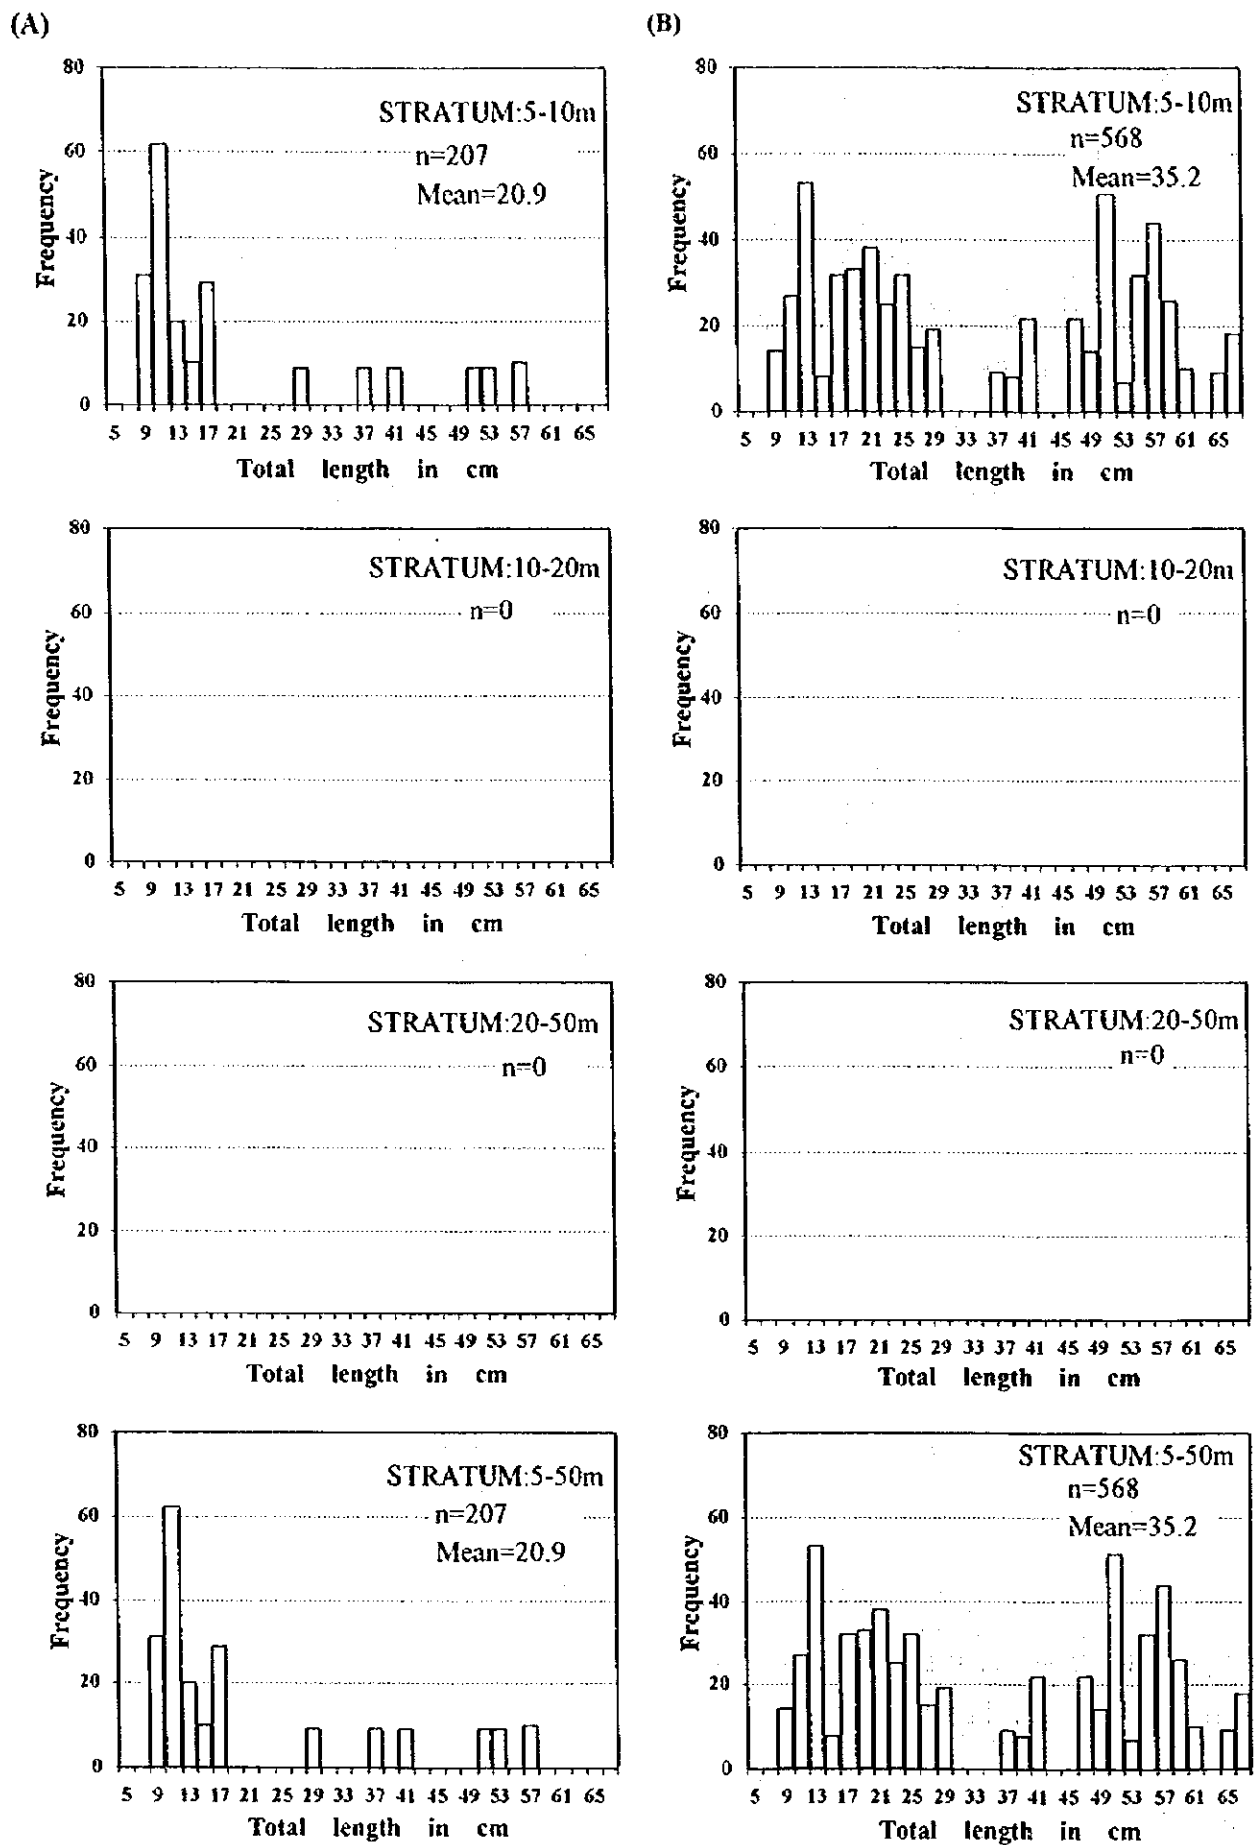 (A)
80
60
40
20
0
Frequency
STRATUM:5-10m
n=207
Mean=20.9
5 9 13 17 21 25 29 33 37 41 45 49 53 57 61 65
Total length in cm
80
60
40
20
0
Frequency
STRATUM:10-20m
n=0
5 9 13 17 21 25 29 33 37 41 45 49 53 57 61 65
Total length in cm
80
60
40
20
0
Frequency
STRATUM:20-50m
n=0
5 9 13 17 21 25 29 33 37 41 45 49 53 57 61 65
Total length in cm
80
60
40
20
0
Frequency
STRATUM:5-50m
n=207
Mean=20.9
5 9 13 17 21 25 29 33 37 41 45 49 53 57 61 65
Total length in cm
(B)
80
60
40
20
0
Frequency
STRATUM:5-10m
n=568
Mean=35.2
5 9 13 17 21 25 29 33 37 41 45 49 53 57 61 65
Total length in cm
80
60
40
20
0
Frequency
STRATUM:10-20m
n=0
5 9 13 17 21 25 29 33 37 41 45 49 53 57 61 65
Total length in cm
80
60
40
20
0
Frequency
STRATUM:20-50m
n=0
5 9 13 17 21 25 29 33 37 41 45 49 53 57 61 65
Total length in cm
80
60
40
20
0
Frequency
STRATUM:5-50m
n=568
Mean=35.2
5 9 13 17 21 25 29 33 37 41 45 49 53 57 61 65
Total length in cm